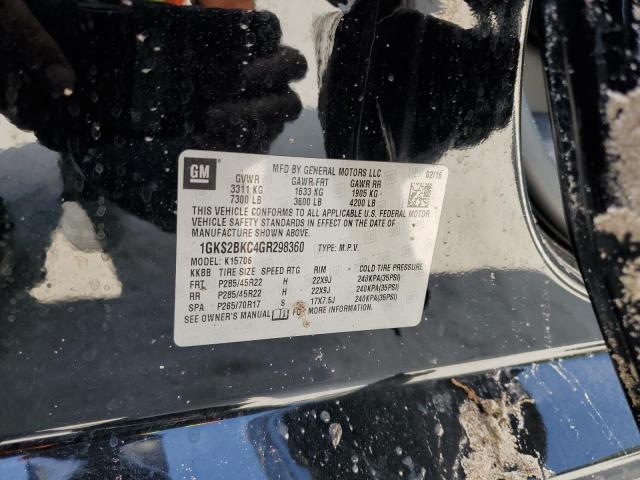 GM
MFD BY GENERAL MOTORS LLC
02/16
GVWR GAWR FRT GAWR RR
3311 KG 1633 KG 1905 KG
7300 LB 3600 LB 4200 LB
THIS VEHICLE CONFORMS TO ALL APPLICABLE U.S. FEDERAL MOTOR
VEHICLE SAFETY STANDARDS IN EFFECT ON THE DATE OF
MANUFACTURE SHOWN ABOVE.
1GKS2BKC4GR298360 TYPE: M.P.V.
MODEL: K15706
KKBB TIRE SIZE SPEED RTG RIM COLD TIRE PRESSURE
FRT P285/45R22 H 22X9J 240KPA(35PSI)
RR P285/45R22 H 22X9J 240KPA(35PSI)
SPA P265/70R17 S 17X7.5J 240KPA(35PSI)
SEE OWNER'S MANUAL FOR MORE INFORMATION.